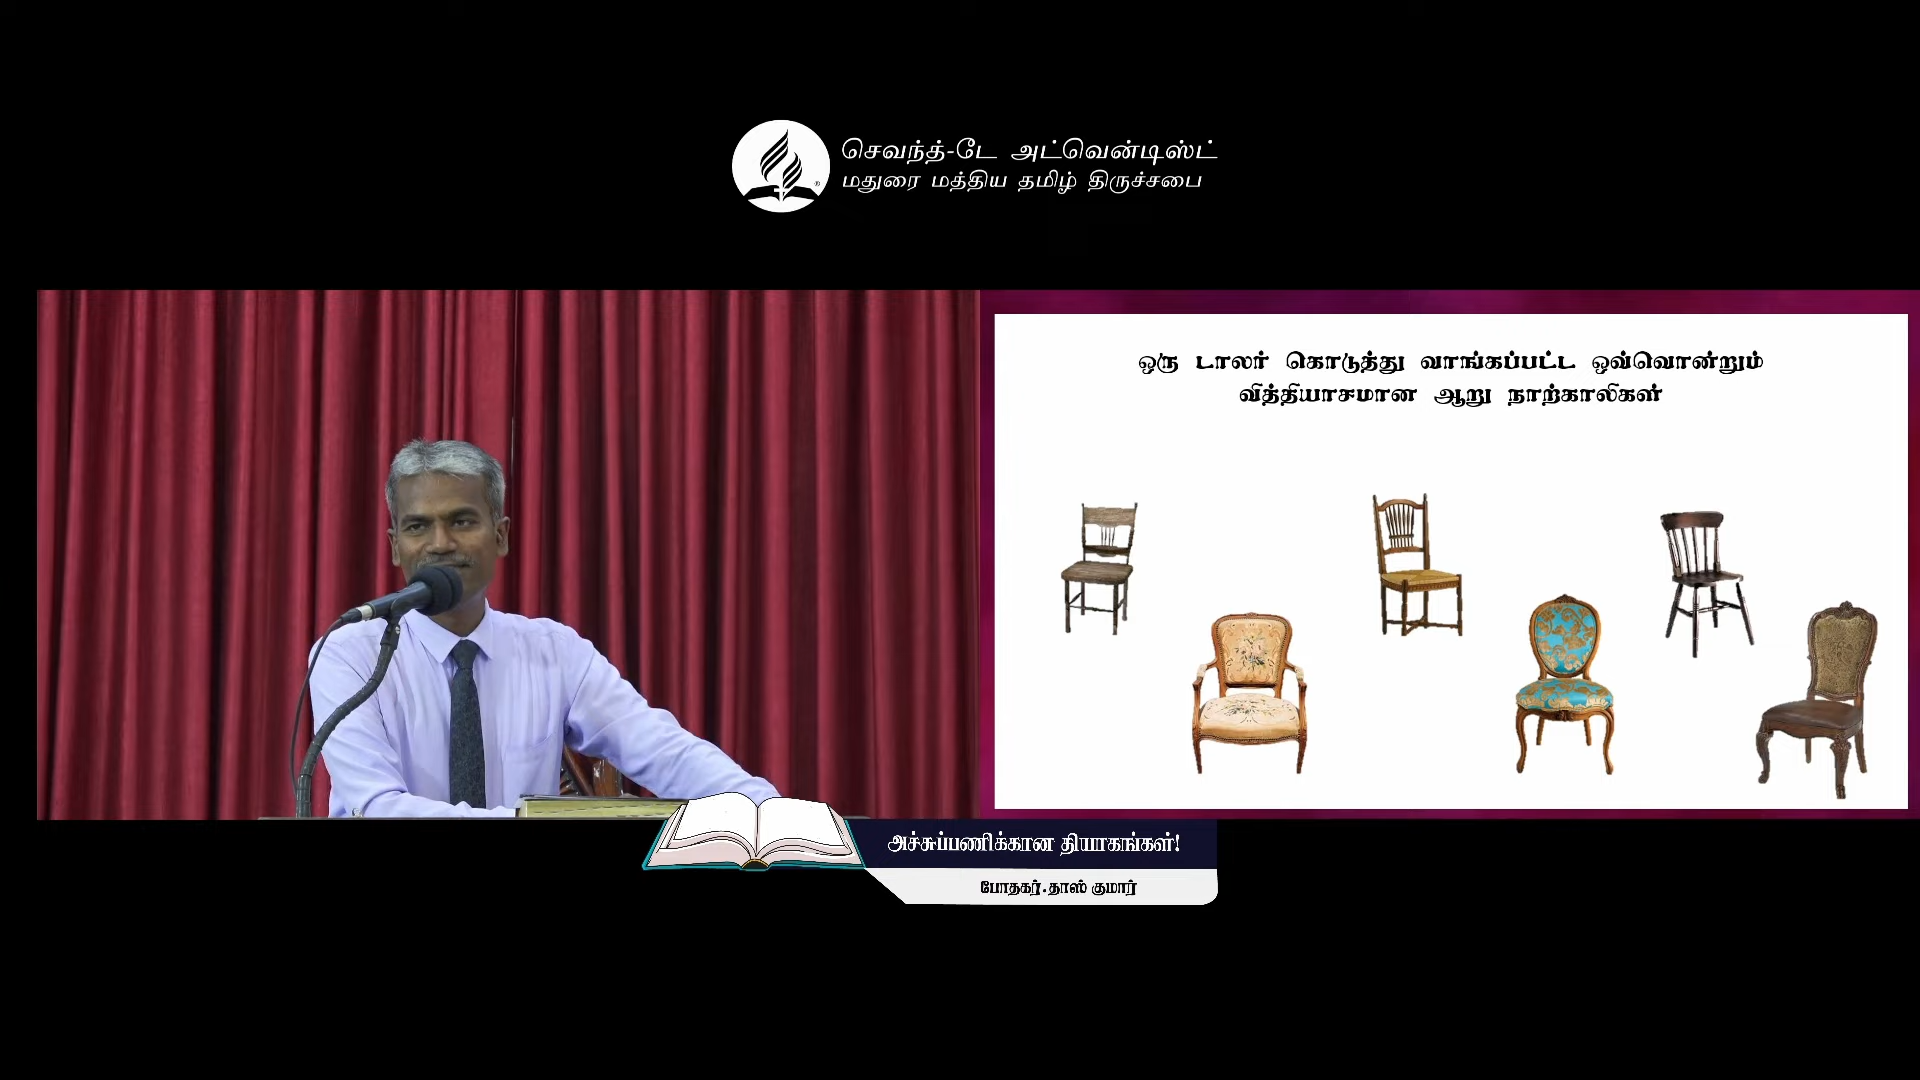 செவந்த்-டே அட்வென்டிஸ்ட்
மதுரை மத்திய தமிழ் திருச்சபை
ஒரு டாலர் கொடுத்து வாங்கப்பட்ட ஒவ்வொன்றும்
வித்தியாசமான ஆறு நாற்காலிகள்
அச்சுப்பணிக்கான தியாகங்கள்!
போதகர்.தாஸ் குமார்